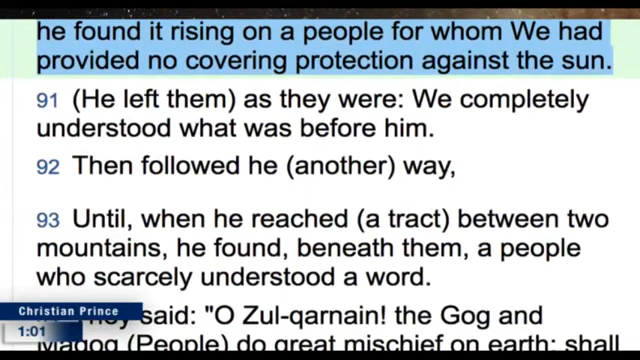 he found it rising on a people for whom We had
provided no covering protection against the sun.
91 (He left them) as they were: We completely
understood what was before him.
92 Then followed he (another) way,
93 Until, when he reached (a tract) between two
mountains, he found, beneath them, a people
who scarcely understood a word.
said: "O Zul-qarnain! the Gog and
Magog (People) do great mischief on earth: shall
Christian Prince
1:01